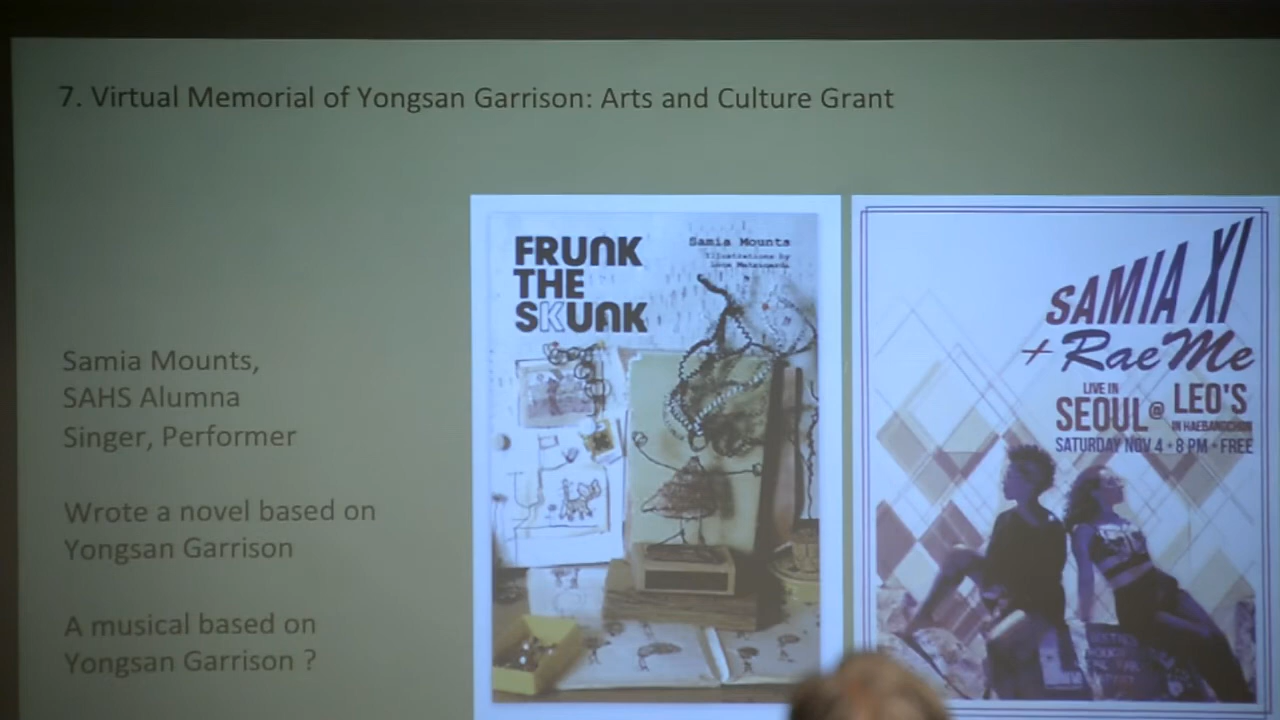 7. Virtual Memorial of Yongsan Garrison: Arts and Culture Grant
Samia Mounts,
SAHS Alumna
Singer, Performer
Wrote a novel based on
Yongsan Garrison
A musical based on
Yongsan Garrison ?
FRUNK
THE
SKUNK
Samia Mounts
Illustrations by
SAMIA XI
+ RaeMe
LIVE IN
SEOUL @ LEO'S
IN HAEBANGCHON
SATURDAY NOV 4 • 8 PM • FREE